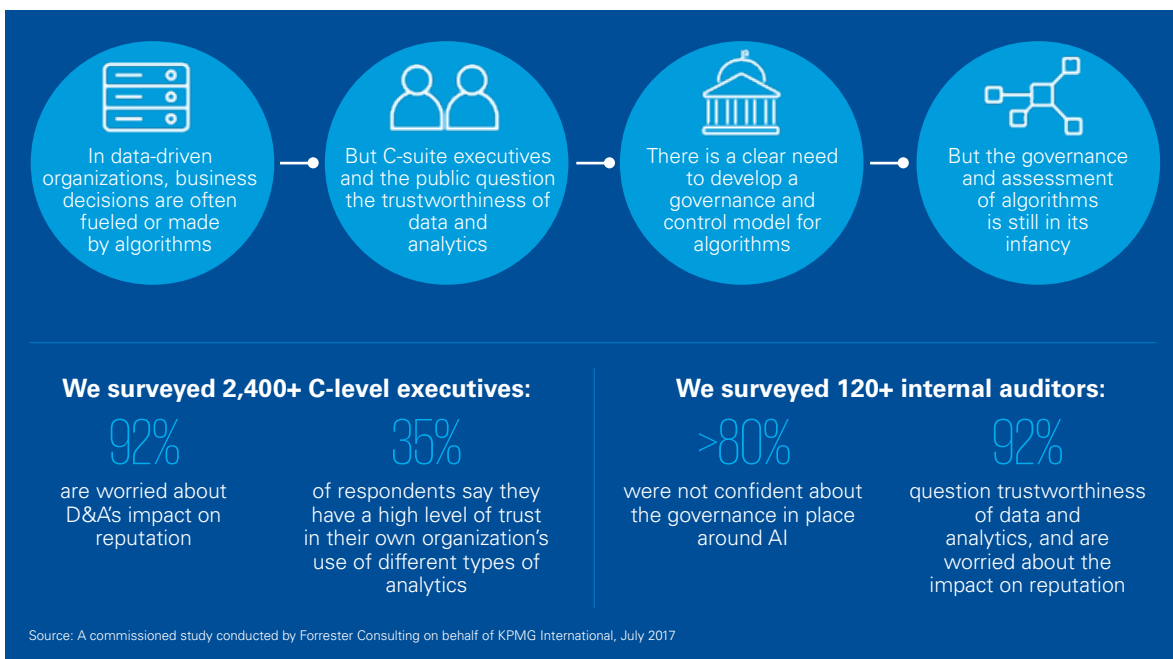 In data-driven
organizations, business
decisions are often
fueled or made
by algorithms
But C-suite executives
and the public question
the trustworthiness of
data and
analytics
There is a clear need
to develop a
governance and
control model for
algorithms
But the governance
and assessment
of algorithms
is still in its
infancy
We surveyed 2,400+ C-level executives:
92%
are worried about
D&A’s impact on
reputation
35%
of respondents say they
have a high level of trust
in their own organization’s
use of different types of
analytics
We surveyed 120+ internal auditors:
>80%
were not confident about
the governance in place
around AI
92%
question trustworthiness
of data and
analytics, and are
worried about the
impact on reputation
Source: A commissioned study conducted by Forrester Consulting on behalf of KPMG International, July 2017